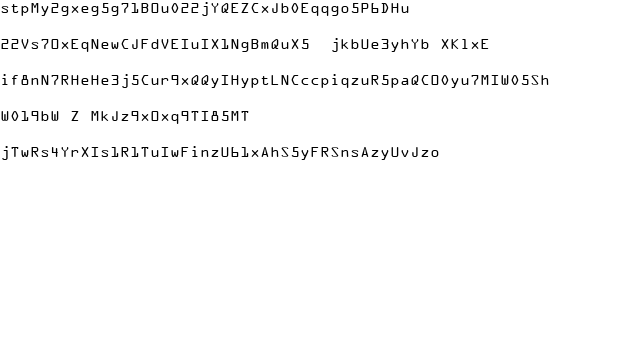 stpMy2gxeg5g71BOu022jYQEZCxJb0Eqqgo5P6DHu
22Vs7OxEqNewCJFdVEIuIX1NgBmQuX5  jkbUe3yhYb XK1xE
if8nN7RHeHe3j5Cur9xQQyIHyptLNCccpiqzuR5paQCO0yu7MIW05Sh
W019bW Z MkJz9xOxq9TI85MT
jTwRs4YrXIs1R1TuIwFinzU61xAhS5yFRSnsAzyUvJzo